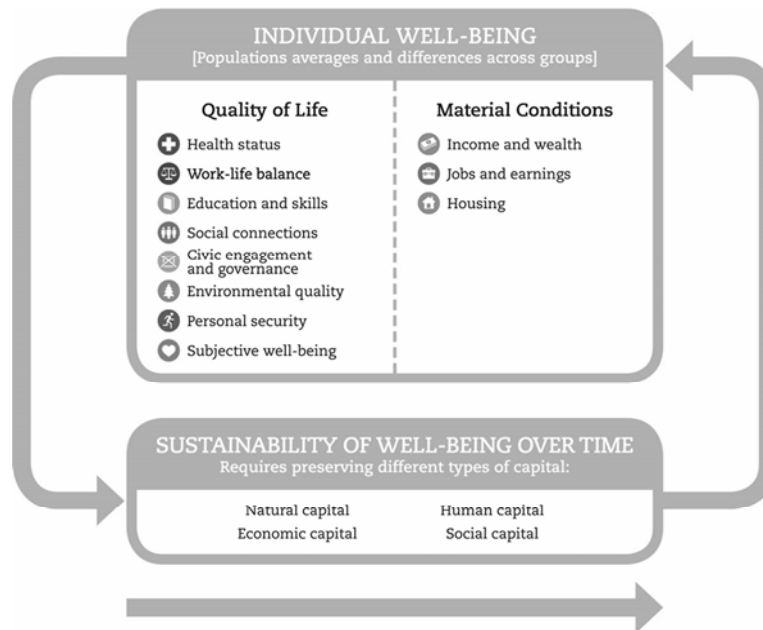 INDIVIDUAL WELL-BEING
[Populations averages and differences across groups]
Quality of Life
Health status
Work-life balance
Education and skills
Social connections
Civic engagement
and governance
Environmental quality
Personal security
Subjective well-being
Material Conditions
Income and wealth
Jobs and earnings
Housing
SUSTAINABILITY OF WELL-BEING OVER TIME
Requires preserving different types of capital:
Natural capital
Human capital
Economic capital
Social capital